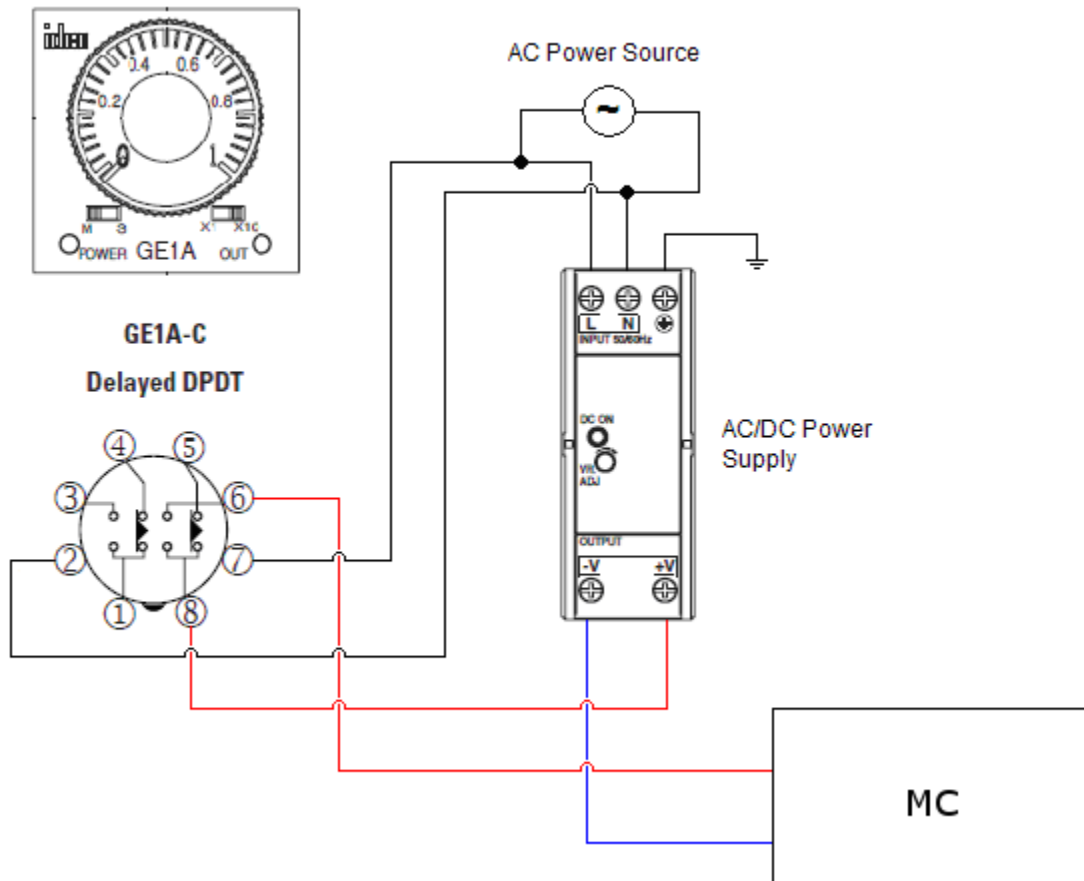 idec
AC Power Source
0.4 0.6
0.2 0.8
0 1
M S X1 X10
POWER GE1A OUT
GE1A-C
Delayed DPDT
L N
INPUT 50/60Hz
DC ON
VR.
ADJ
AC/DC Power
Supply
④ ⑤
③ ⑥
② ⑦
① ⑧
OUTPUT
-V +V
MC